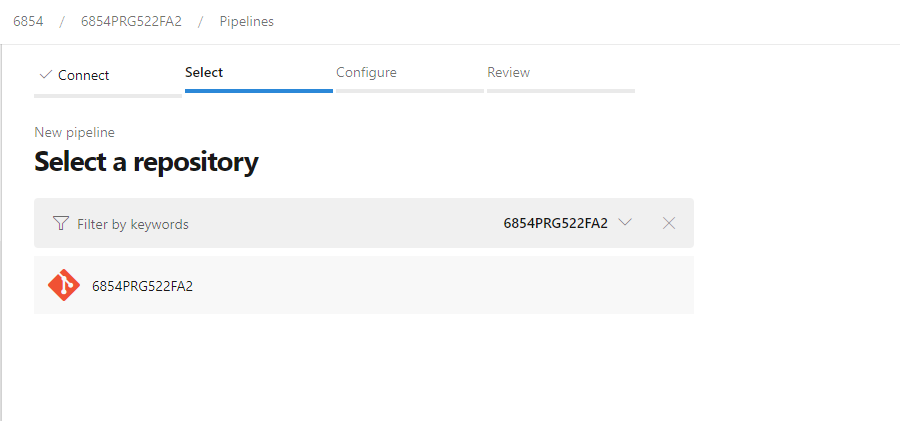 6854 / 6854PRG522FA2 / Pipelines
Connect Select Configure Review
New pipeline
Select a repository
Filter by keywords 6854PRG522FA2
6854PRG522FA2